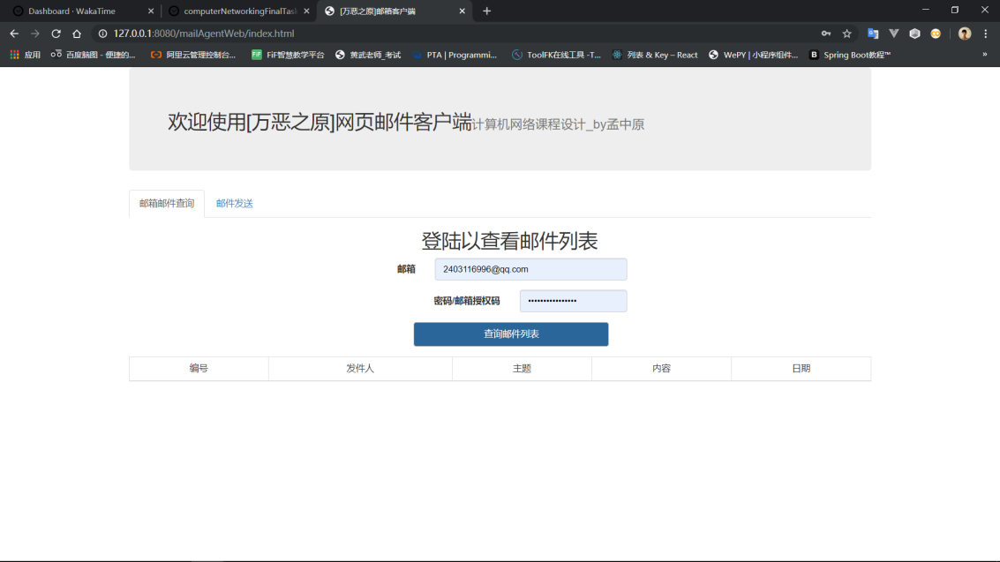 Dashboard · WakaTime
computerNetworkingFinalTas
[万恶之原]邮箱客户端
127.0.0.1:8080/mailAgentWeb/index.html
应用 百度脑图 - 便捷的... 阿里云管理控制台... FiF智慧教学平台 黄武老师_考试 PTA | Programmi... ToolFK在线工具 -T... 列表 & Key – React WePY | 小程序组件... Spring Boot教程™ »
欢迎使用[万恶之原]网页邮件客户端计算机网络课程设计_by孟中原
邮箱邮件查询 邮件发送
登陆以查看邮件列表
邮箱 2403116996@qq.com
密码/邮箱授权码 ················
查询邮件列表
编号 发件人 主题 内容 日期